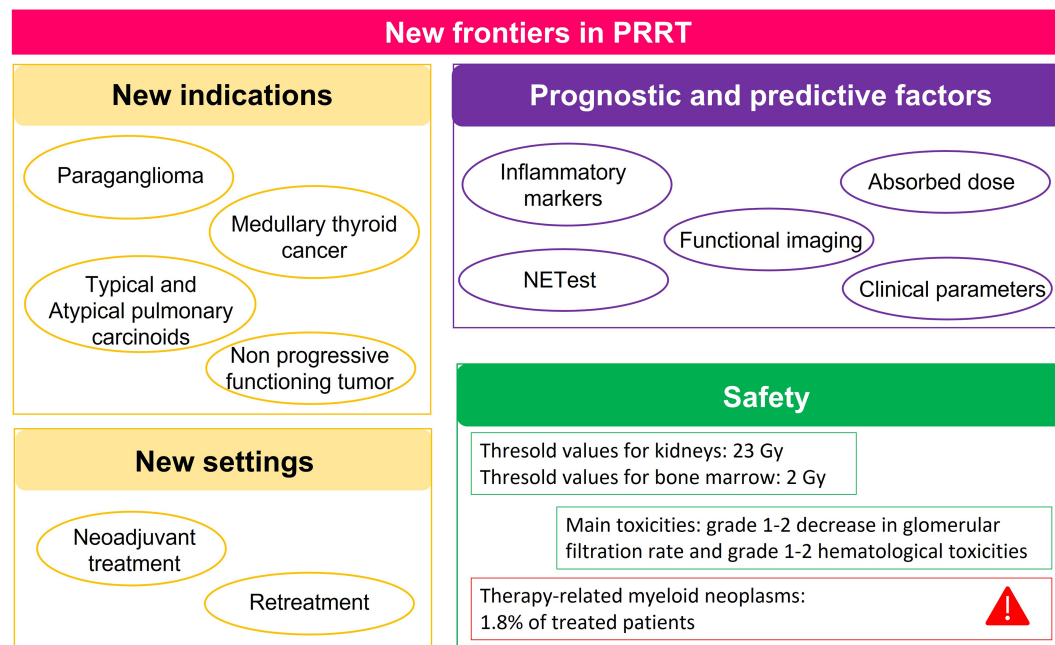 New frontiers in PRRT
New indications
Paraganglioma
Medullary thyroid
cancer
Typical and
Atypical pulmonary
carcinoids
Non progressive
functioning tumor
New settings
Neoadjuvant
treatment
Retreatment
Prognostic and predictive factors
Inflammatory
markers
Absorbed dose
Functional imaging
NETest
Clinical parameters
Safety
Thresold values for kidneys: 23 Gy
Thresold values for bone marrow: 2 Gy
Main toxicities: grade 1-2 decrease in glomerular
filtration rate and grade 1-2 hematological toxicities
Therapy-related myeloid neoplasms:
1.8% of treated patients